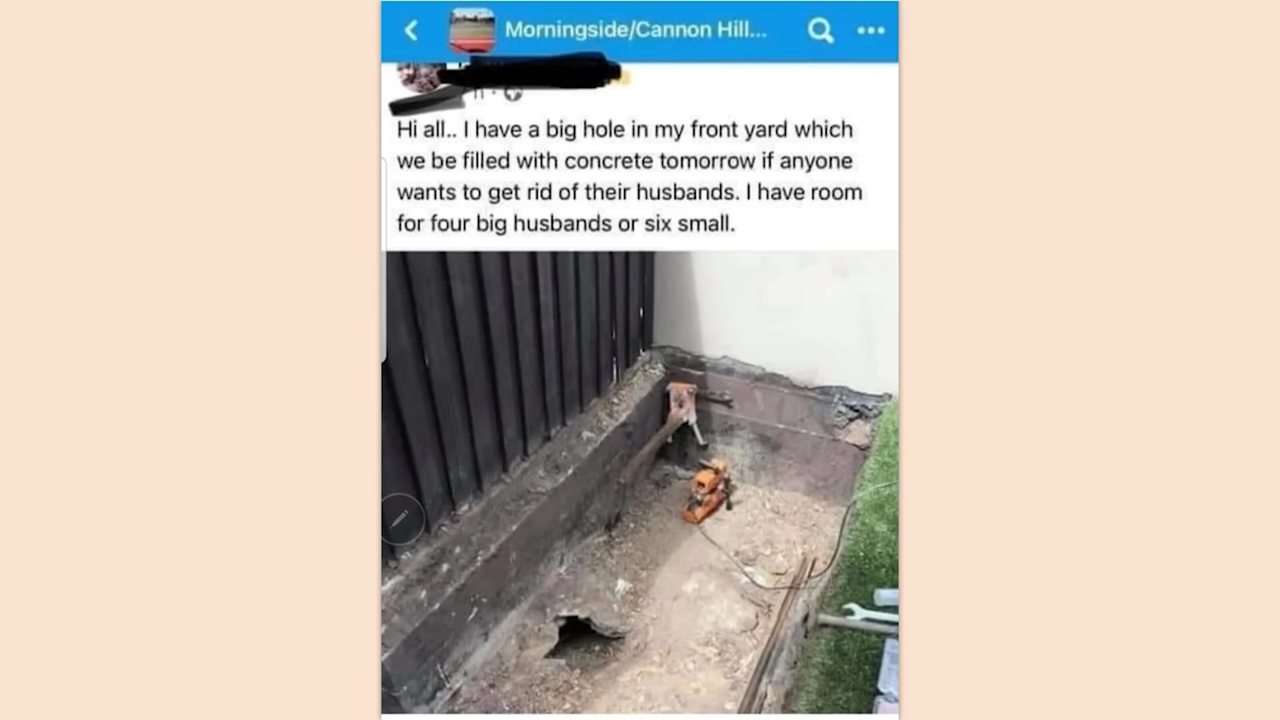 Morningside/Cannon Hill...
Hi all.. I have a big hole in my front yard which
we be filled with concrete tomorrow if anyone
wants to get rid of their husbands. I have room
for four big husbands or six small.